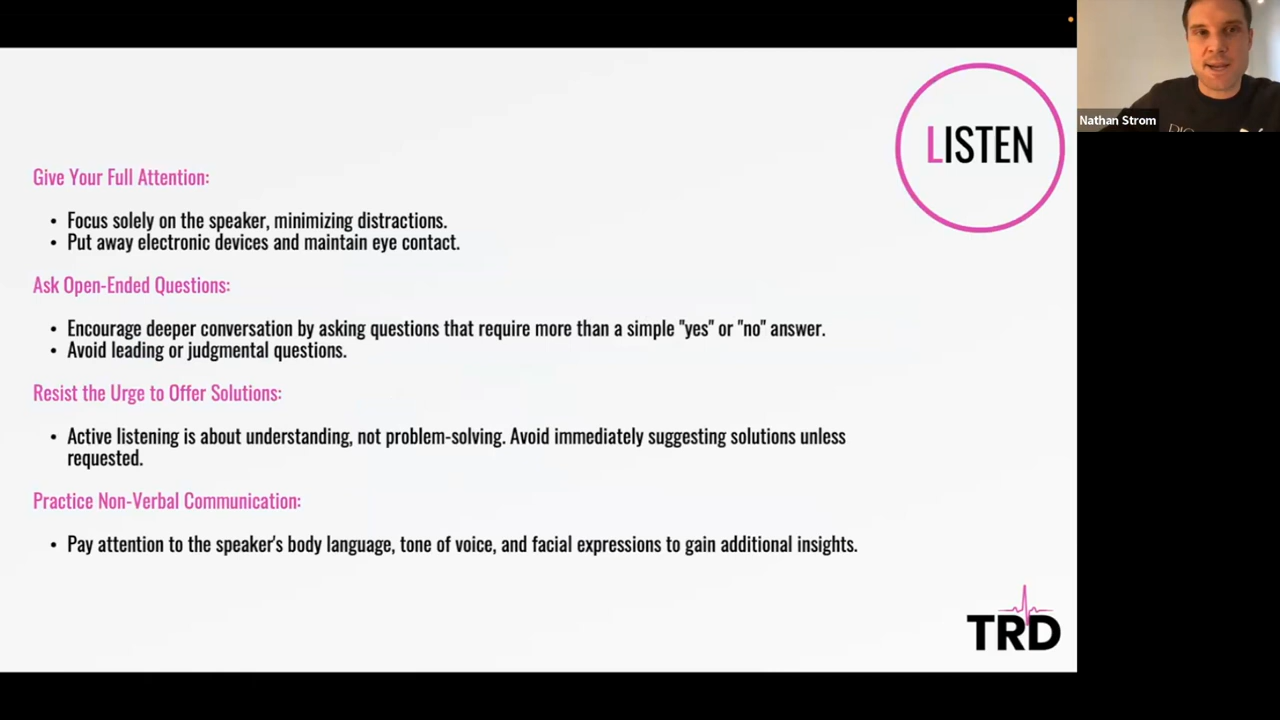 LISTEN
Nathan Strom
Give Your Full Attention:
• Focus solely on the speaker, minimizing distractions.
• Put away electronic devices and maintain eye contact.
Ask Open-Ended Questions:
• Encourage deeper conversation by asking questions that require more than a simple "yes" or "no" answer.
• Avoid leading or judgmental questions.
Resist the Urge to Offer Solutions:
• Active listening is about understanding, not problem-solving. Avoid immediately suggesting solutions unless
requested.
Practice Non-Verbal Communication:
• Pay attention to the speaker's body language, tone of voice, and facial expressions to gain additional insights.
TRD